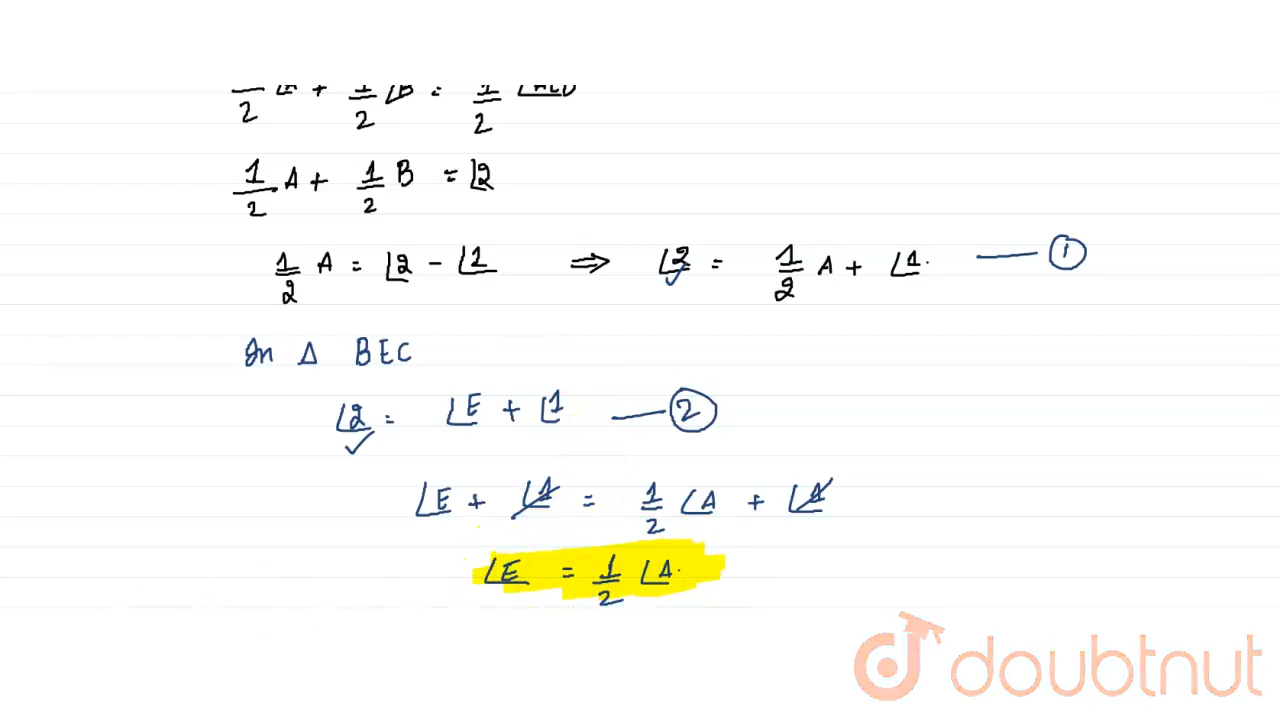 1/2 A + 1/2 B = ∠2
1/2 A = ∠2 - ∠1 ⇒ ∠2 = 1/2 A + ∠1. — ①
In Δ BEC
∠2 = ∠E + ∠1 — ②
∠E + ∠1 = 1/2 ∠A + ∠1
∠E = 1/2 ∠A.
doubtnut